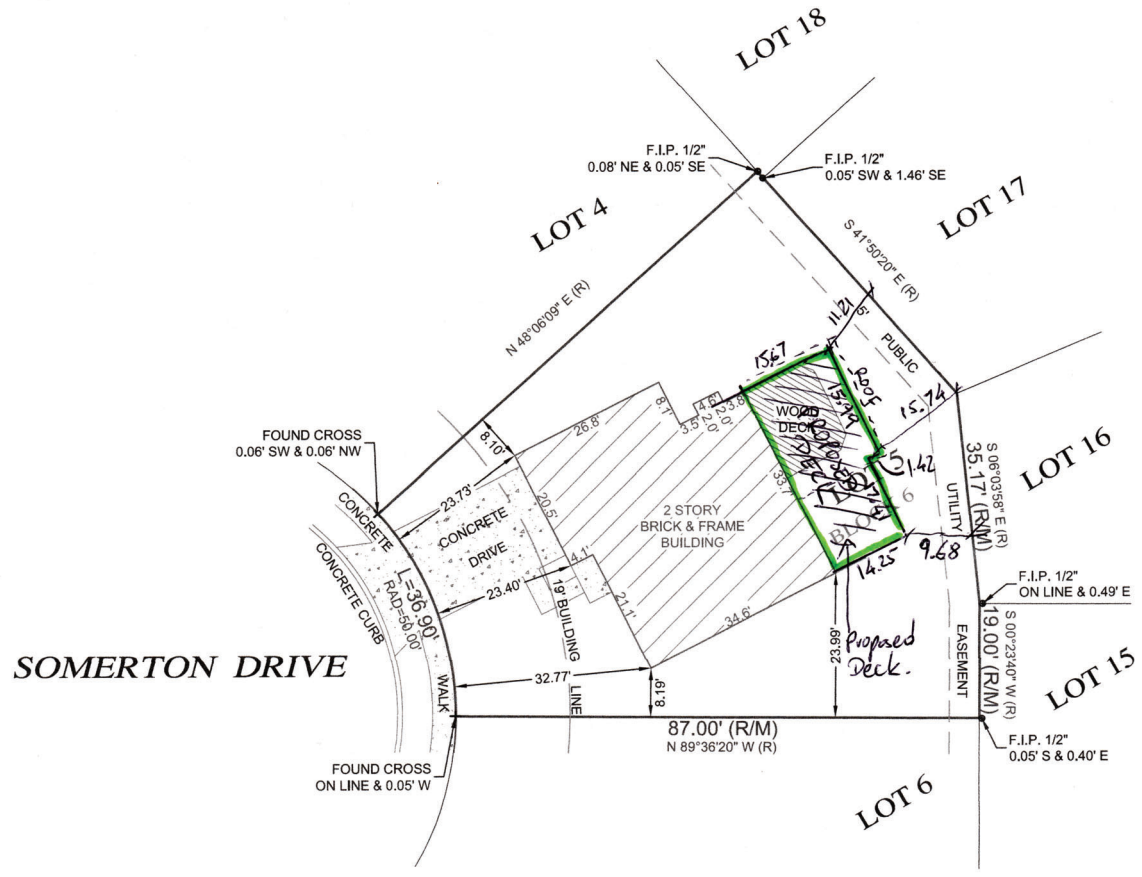 LOT 18
F.I.P. 1/2"
0.08' NE & 0.05' SE
F.I.P. 1/2"
0.05' SW & 1.46' SE
LOT 4
LOT 17
S 41°50'20" E (R)
N 48°06'09" E (R)
11.21
5'
PUBLIC
15.67
ROOF
15.99
15.74
WOOD
DECK
PROPOSED
DECK
8.1'
4.6'
3.8'
3.5'
2.0'
2.0'
26.8'
8.10'
FOUND CROSS
0.06' SW & 0.06' NW
23.73'
20.5'
33.7'
1.42
LOT 5
BLOCK 6
LOT 16
S 06°03'58" E (R)
35.17' (R/M)
UTILITY
2 STORY
BRICK & FRAME
BUILDING
CONCRETE
DRIVE
CONCRETE
WALK
CONCRETE CURB
L=36.90'
RAD=50.00'
4.1'
23.40'
19' BUILDING
LINE
21.1'
34.6'
14.25
9.68
F.I.P. 1/2"
ON LINE & 0.49' E
Proposed
Deck.
23.99'
EASEMENT
19.00' (R/M)
S 00°23'40" W (R)
LOT 15
SOMERTON DRIVE
32.77'
8.19'
87.00' (R/M)
N 89°36'20" W (R)
FOUND CROSS
ON LINE & 0.05' W
F.I.P. 1/2"
0.05' S & 0.40' E
LOT 6